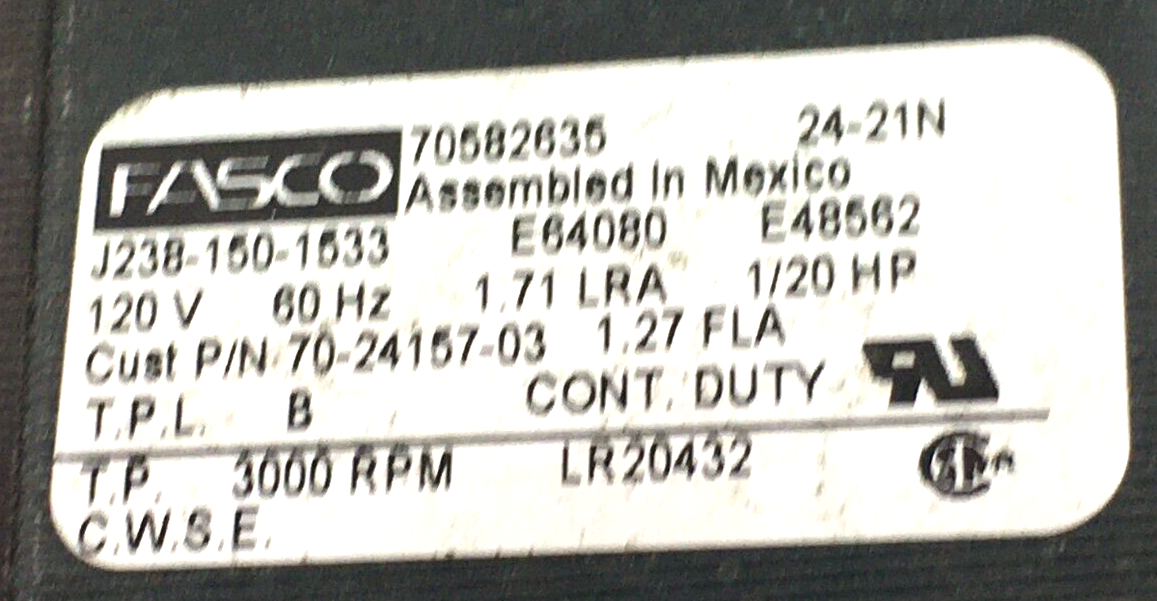 FASCO 70582635 24-21N
Assembled In Mexico
J238-150-1533 E64080 E48562
120 V 60 Hz 1.71 LRA 1/20 HP
Cust P/N 70-24157-03 1.27 FLA
T.P.L. B CONT. DUTY
T.P. 3000 RPM LR20432
C.W.S.E.